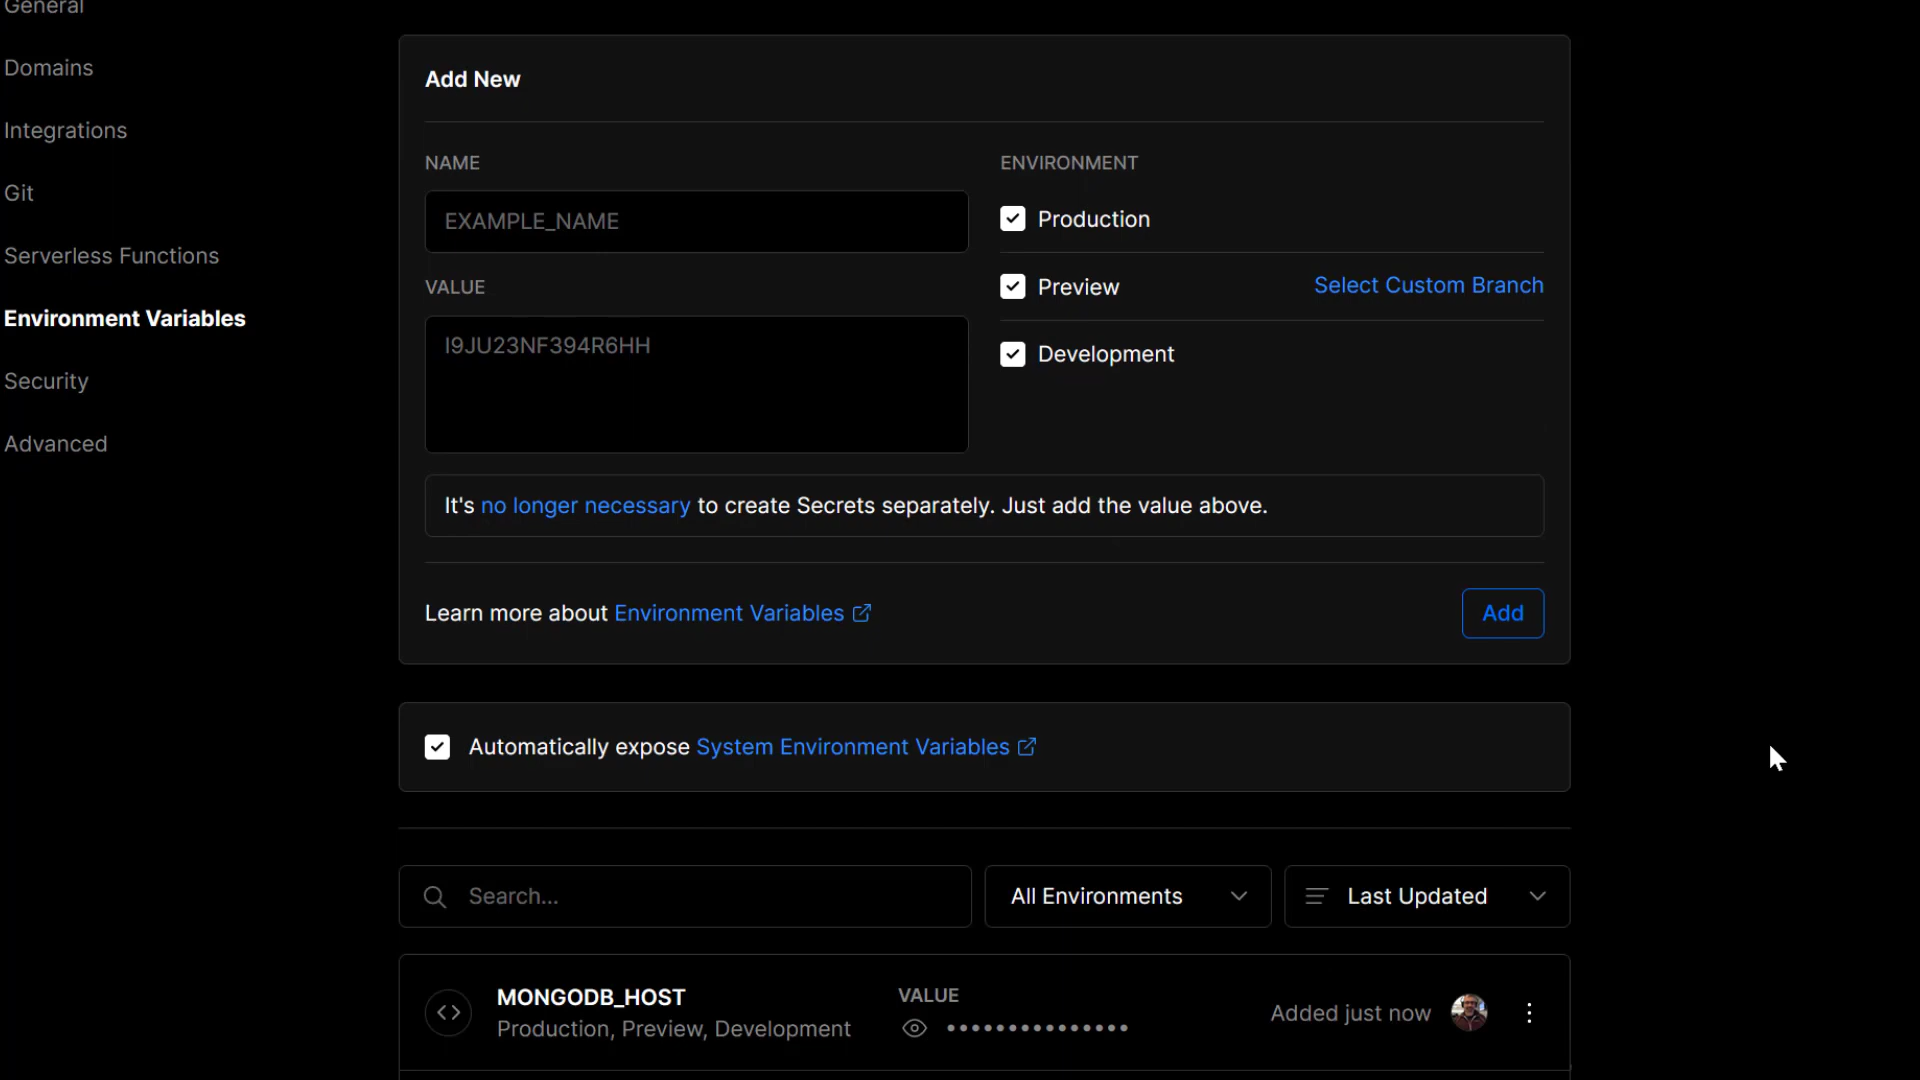 General
Domains
Integrations
Git
Serverless Functions
Environment Variables
Security
Advanced
Add New
NAME
EXAMPLE_NAME
VALUE
I9JU23NF394R6HH
ENVIRONMENT
Production
Preview
Select Custom Branch
Development
It's no longer necessary to create Secrets separately. Just add the value above.
Learn more about Environment Variables
Add
Automatically expose System Environment Variables
Search...
All Environments
Last Updated
MONGODB_HOST
Production, Preview, Development
VALUE
•••••••••••••••
Added just now